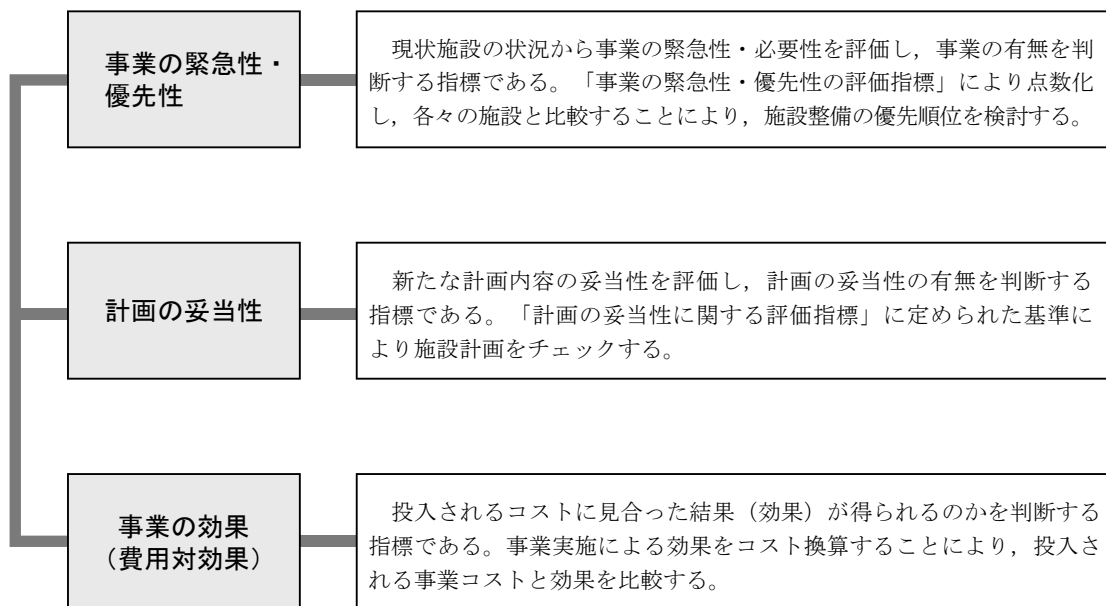 事業の緊急性・
優先性
現状施設の状況から事業の緊急性・必要性を評価し，事業の有無を判
断する指標である。「事業の緊急性・優先性の評価指標」により点数化
し，各々の施設と比較することにより，施設整備の優先順位を検討する。
計画の妥当性
新たな計画内容の妥当性を評価し，計画の妥当性の有無を判断する
指標である。「計画の妥当性に関する評価指標」に定められた基準に
より施設計画をチェックする。
事業の効果
（費用対効果）
投入されるコストに見合った結果（効果）が得られるのかを判断する
指標である。事業実施による効果をコスト換算することにより，投入さ
れる事業コストと効果を比較する。